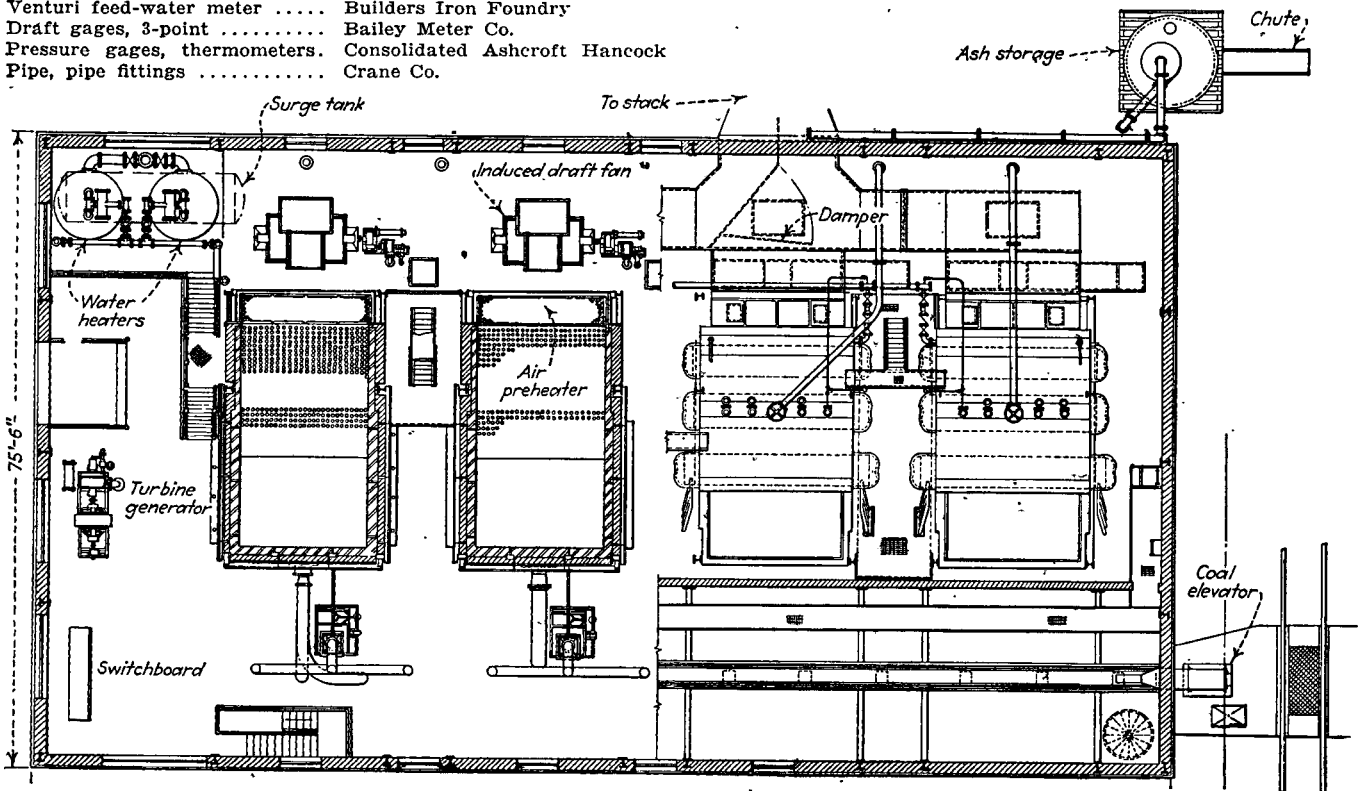 Venturi feed-water meter ..... Builders Iron Foundry
Draft gages, 3-point .......... Bailey Meter Co.
Pressure gages, thermometers. Consolidated Ashcroft Hancock
Pipe, pipe fittings ............ Crane Co.
Chute
Ash storage
Surge tank
To stack
Induced draft fan
Damper
Water
heaters
Air
preheater
75'-6"
Turbine
generator
Coal
elevator
Switchboard